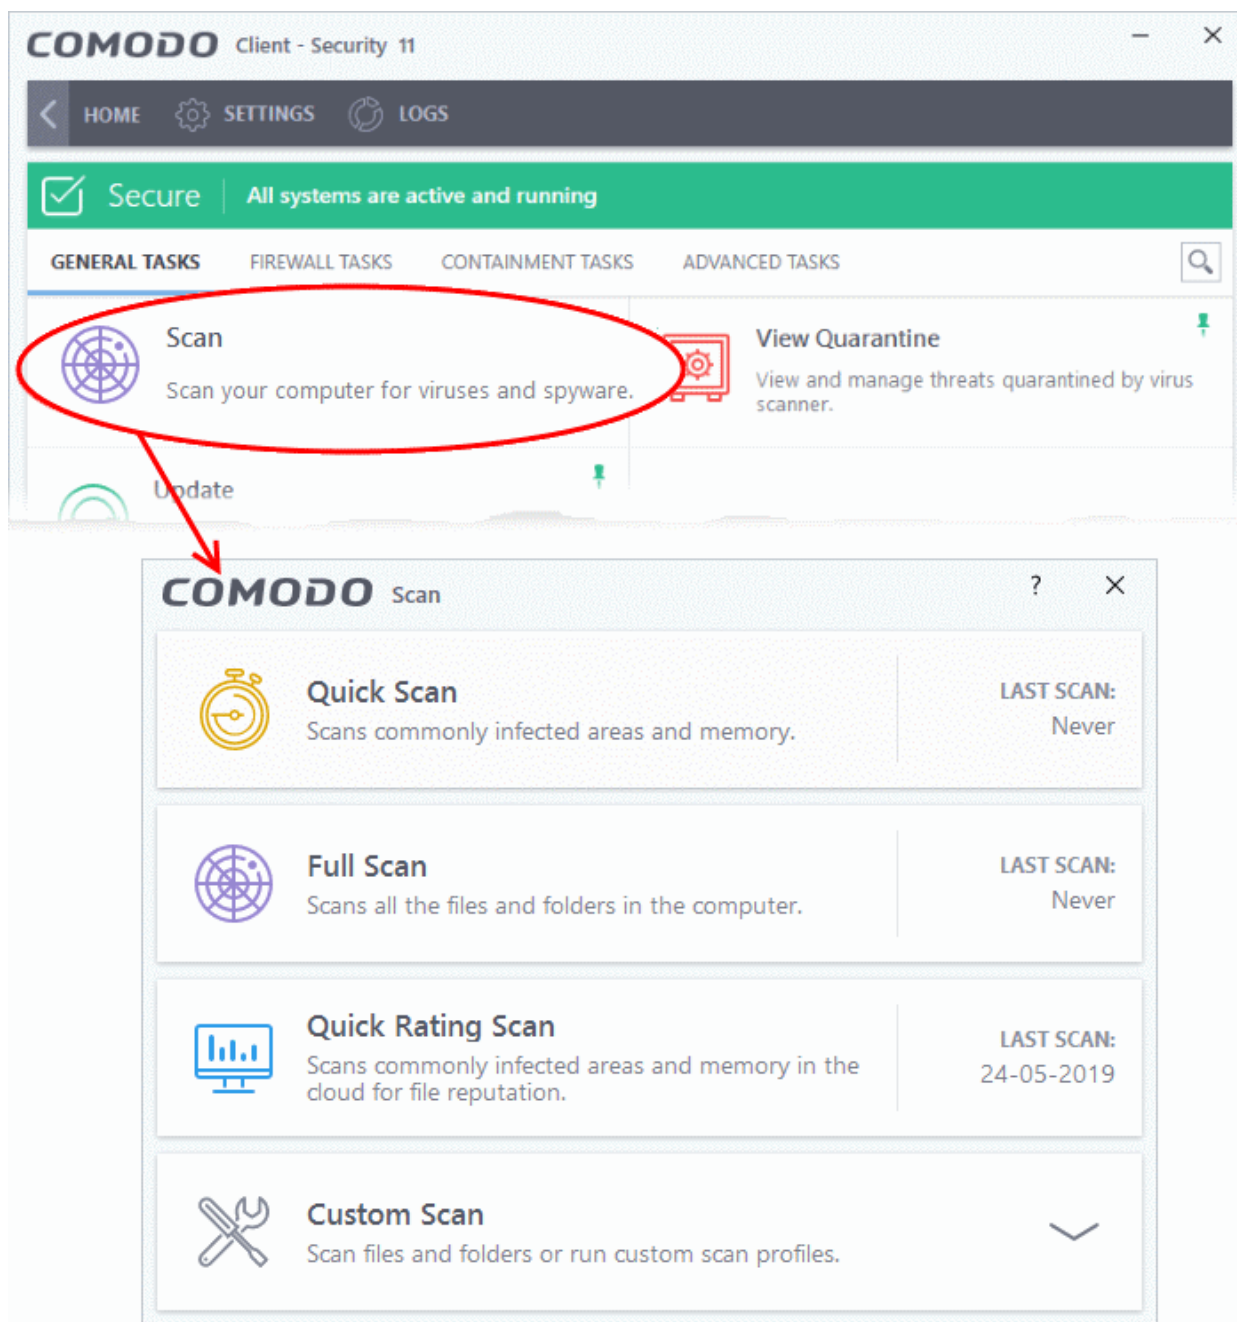 COMODO Client - Security 11
HOME SETTINGS LOGS
Secure All systems are active and running
GENERAL TASKS FIREWALL TASKS CONTAINMENT TASKS ADVANCED TASKS
Scan
Scan your computer for viruses and spyware.
View Quarantine
View and manage threats quarantined by virus
scanner.
Update
COMODO Scan ?
Quick Scan
Scans commonly infected areas and memory.
LAST SCAN:
Never
Full Scan
Scans all the files and folders in the computer.
LAST SCAN:
Never
Quick Rating Scan
Scans commonly infected areas and memory in the
cloud for file reputation.
LAST SCAN:
24-05-2019
Custom Scan
Scan files and folders or run custom scan profiles.